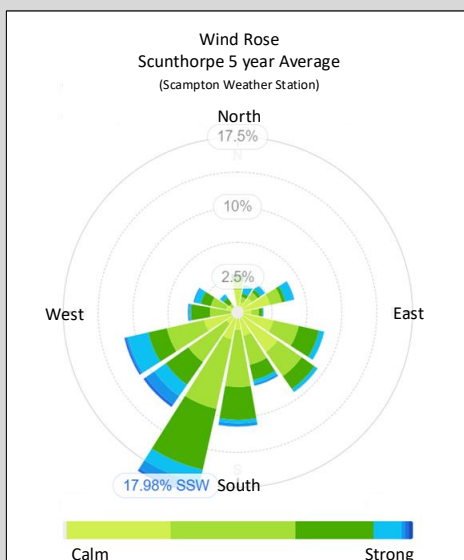 Wind Rose
Scunthorpe 5 year Average
(Scampton Weather Station)
North
17.5%
N
10%
2.5%
West
East
S
17.98% SSW
South
Calm
Strong